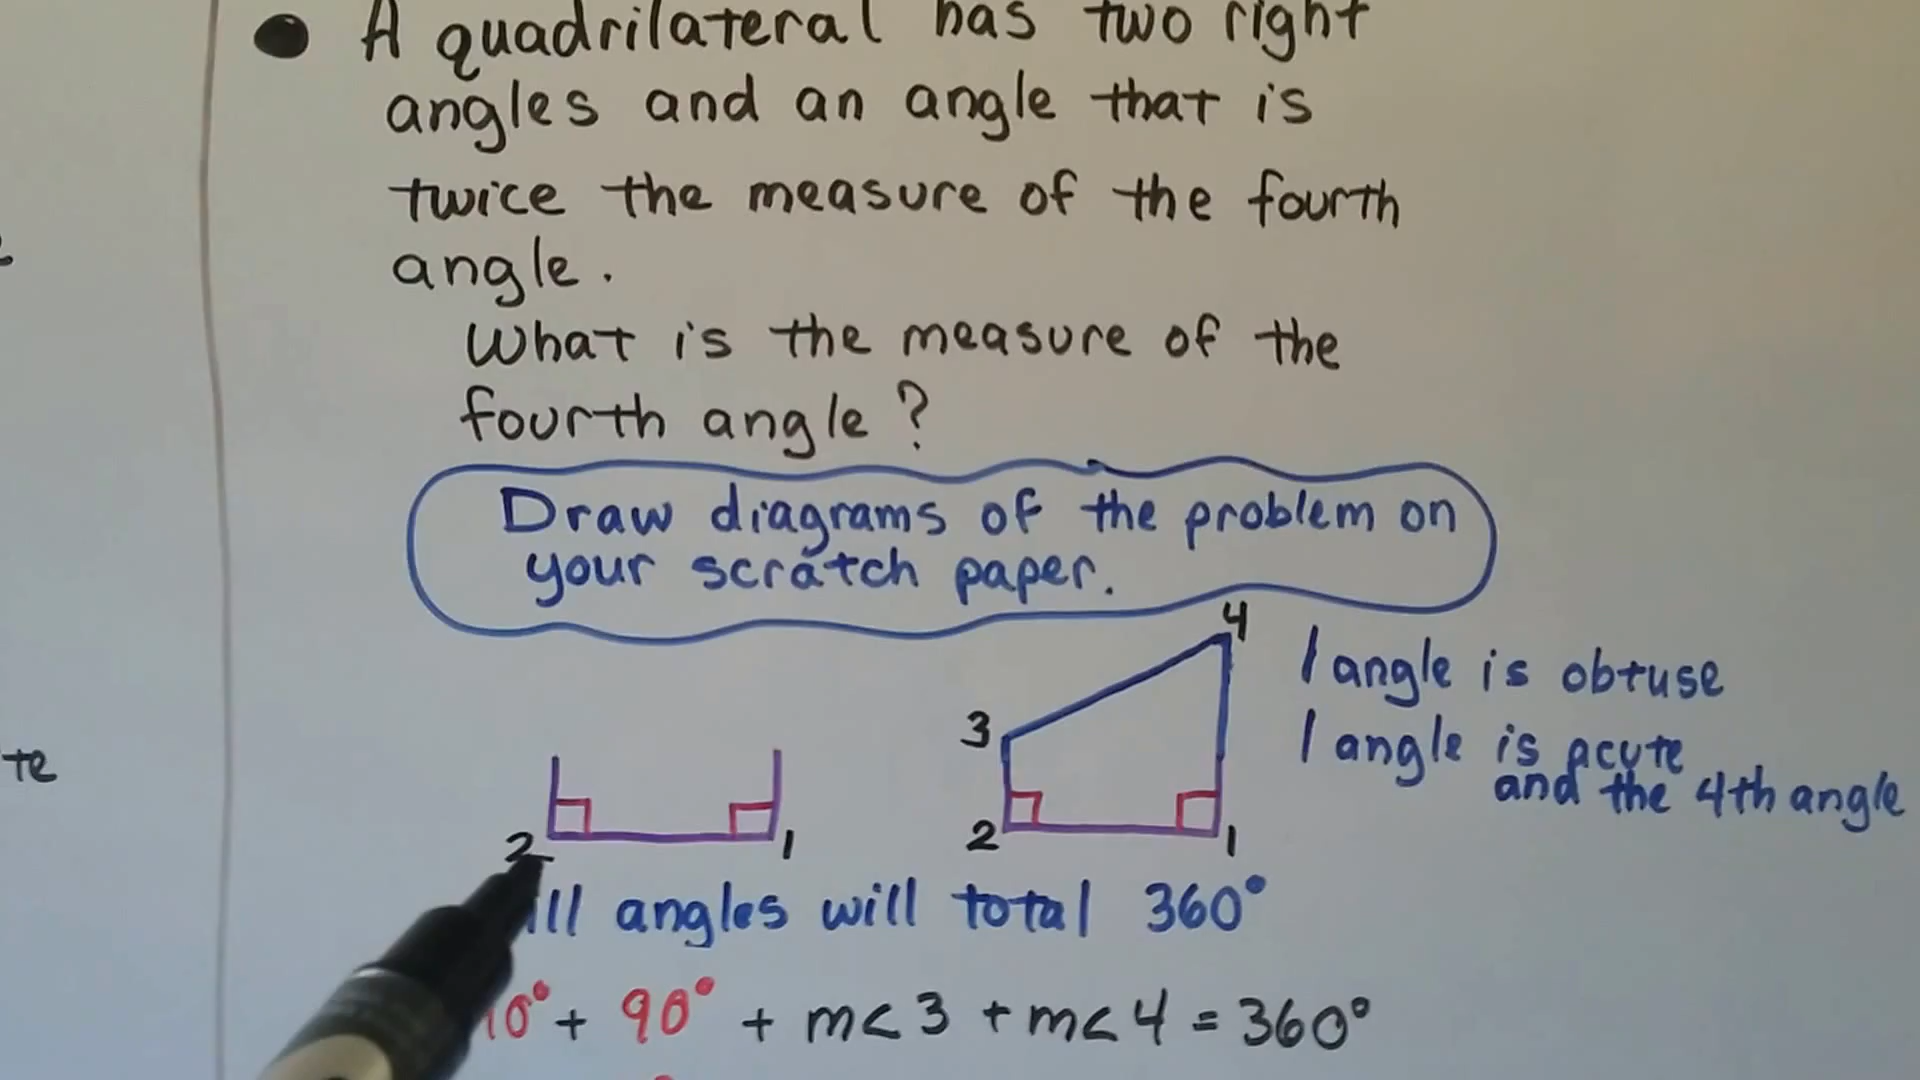 A quadrilateral has two right
angles and an angle that is
twice the measure of the fourth
angle.
What is the measure of the
fourth angle?
Draw diagrams of the problem on
your scratch paper.
4
3
2
1
2
1
1 angle is obtuse
1 angle is acute
and the 4th angle
angles will total 360°
+ 90° + m< 3 + m< 4 = 360°
te